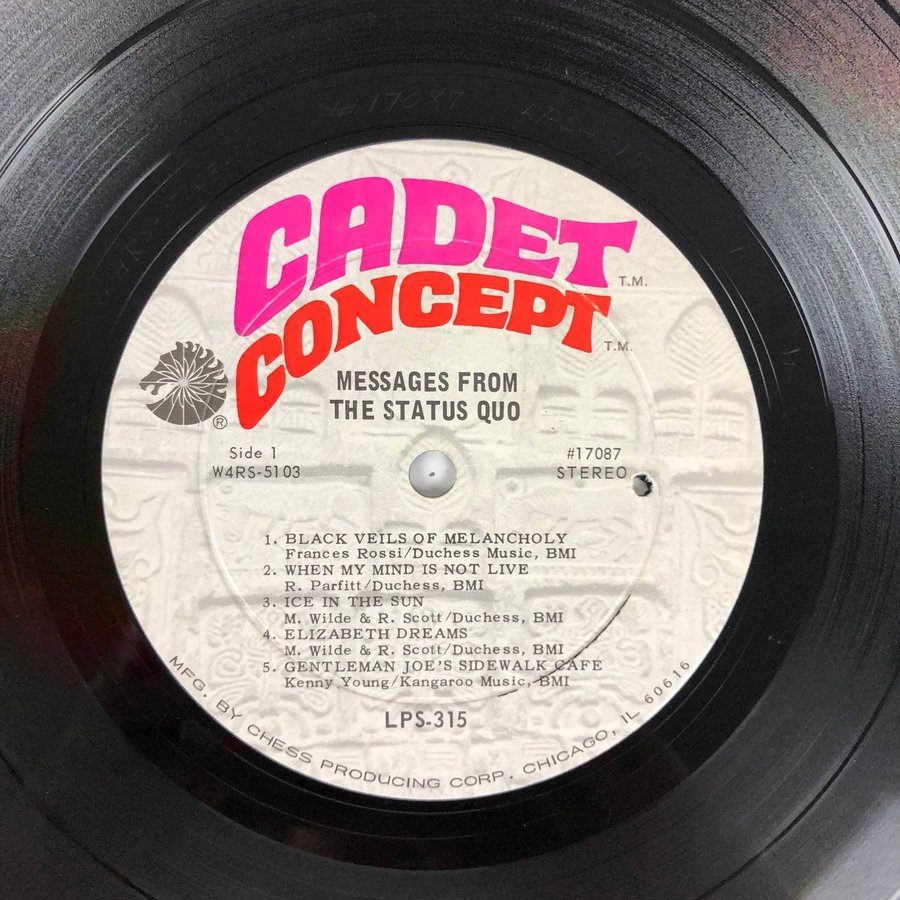 #17087 LPS-315
CADET
T.M.
CONCEPT
T.M.
®
MESSAGES FROM
THE STATUS QUO
Side 1
W4RS-5103
#17087
STEREO
1. BLACK VEILS OF MELANCHOLY
Frances Rossi/Duchess Music, BMI
2. WHEN MY MIND IS NOT LIVE
R. Parfitt/Duchess, BMI
3. ICE IN THE SUN
M. Wilde & R. Scott/Duchess, BMI
4. ELIZABETH DREAMS
M. Wilde & R. Scott/Duchess, BMI
5. GENTLEMAN JOE'S SIDEWALK CAFE
Kenny Young/Kangaroo Music, BMI
LPS-315
MFG. BY CHESS PRODUCING CORP. CHICAGO, IL 60616